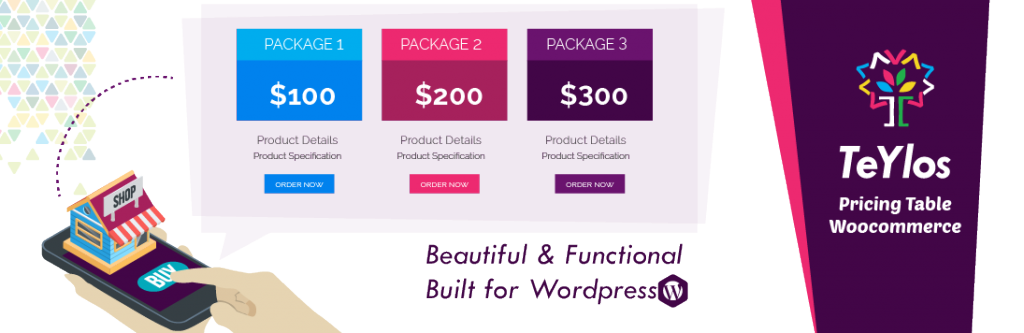 PACKAGE 1
$100
Product Details
Product Specification
ORDER NOW
PACKAGE 2
$200
Product Details
Product Specification
ORDER NOW
PACKAGE 3
$300
Product Details
Product Specification
ORDER NOW
SHOP
BUY
Beautiful & Functional
Built for Wordpress
TeYlos
Pricing Table
Woocommerce